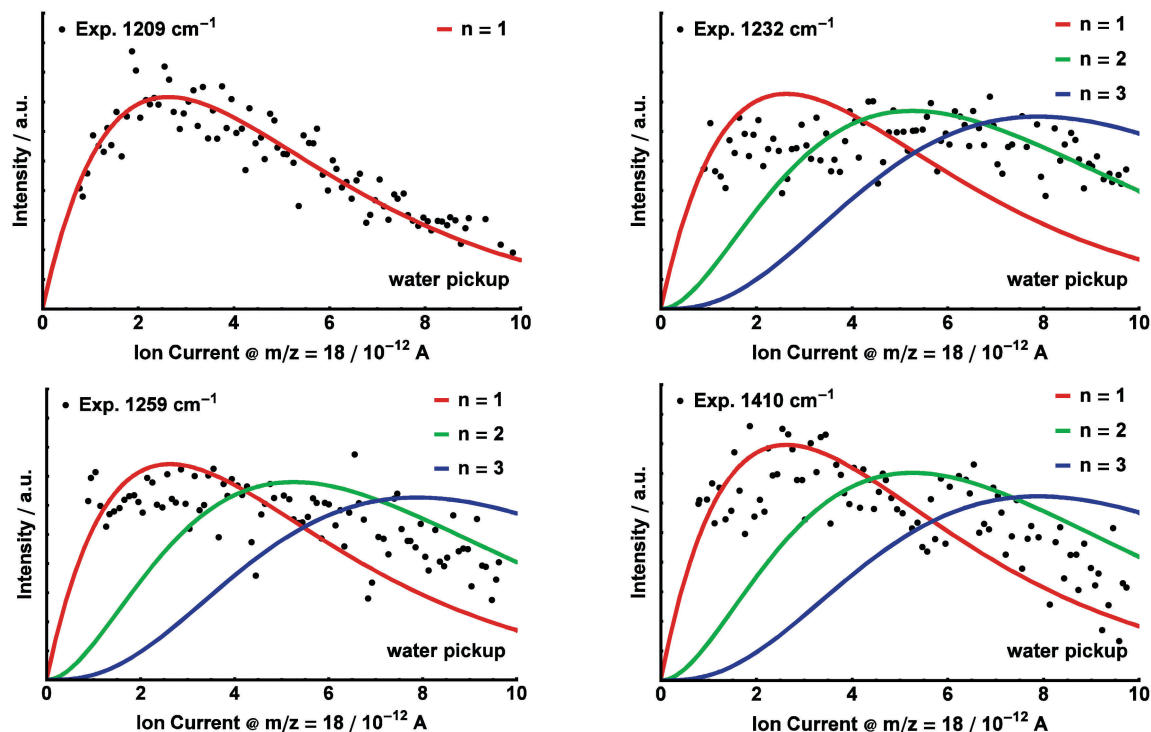 • Exp. 1209 cm⁻¹
n = 1
Intensity / a.u.
water pickup
0 2 4 6 8 10
Ion Current @ m/z = 18 / 10⁻¹² A
• Exp. 1232 cm⁻¹
n = 1
n = 2
n = 3
Intensity / a.u.
water pickup
0 2 4 6 8 10
Ion Current @ m/z = 18 / 10⁻¹² A
• Exp. 1259 cm⁻¹
n = 1
n = 2
n = 3
Intensity / a.u.
water pickup
0 2 4 6 8 10
Ion Current @ m/z = 18 / 10⁻¹² A
• Exp. 1410 cm⁻¹
n = 1
n = 2
n = 3
Intensity / a.u.
water pickup
0 2 4 6 8 10
Ion Current @ m/z = 18 / 10⁻¹² A